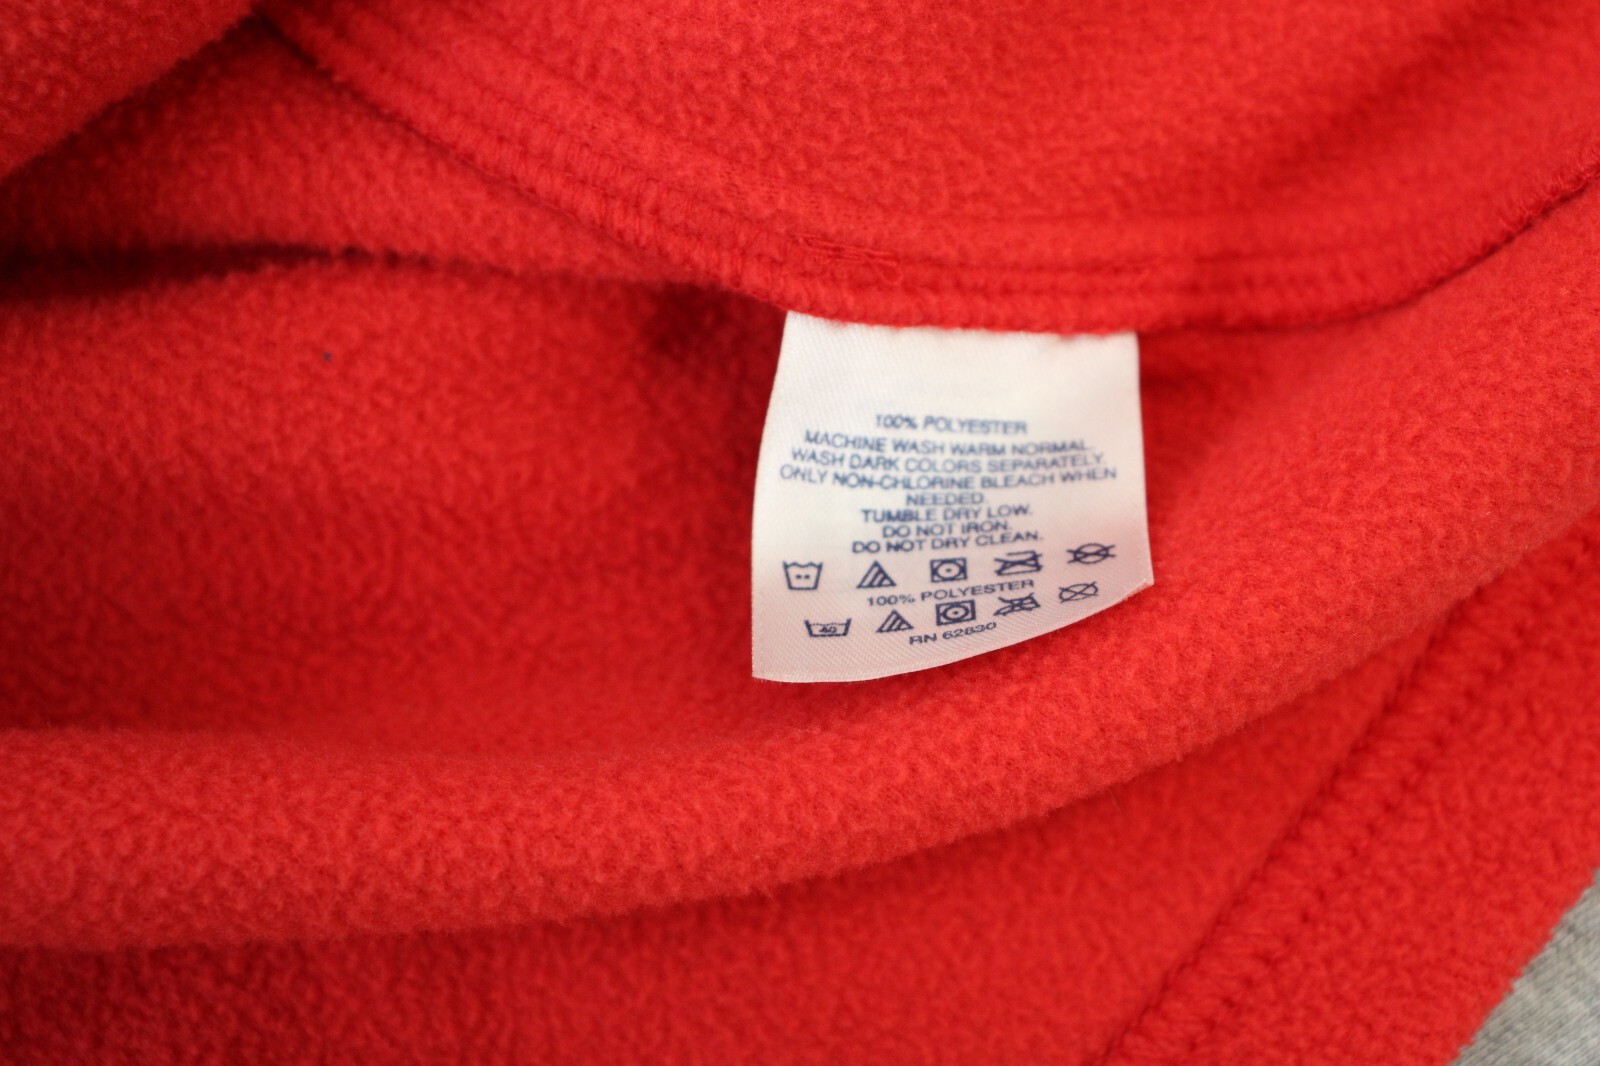 100% POLYESTER
MACHINE WASH WARM NORMAL.
WASH DARK COLORS SEPARATELY.
ONLY NON-CHLORINE BLEACH WHEN
NEEDED.
TUMBLE DRY LOW.
DO NOT IRON.
DO NOT DRY CLEAN.
100% POLYESTER
40
RN 62830